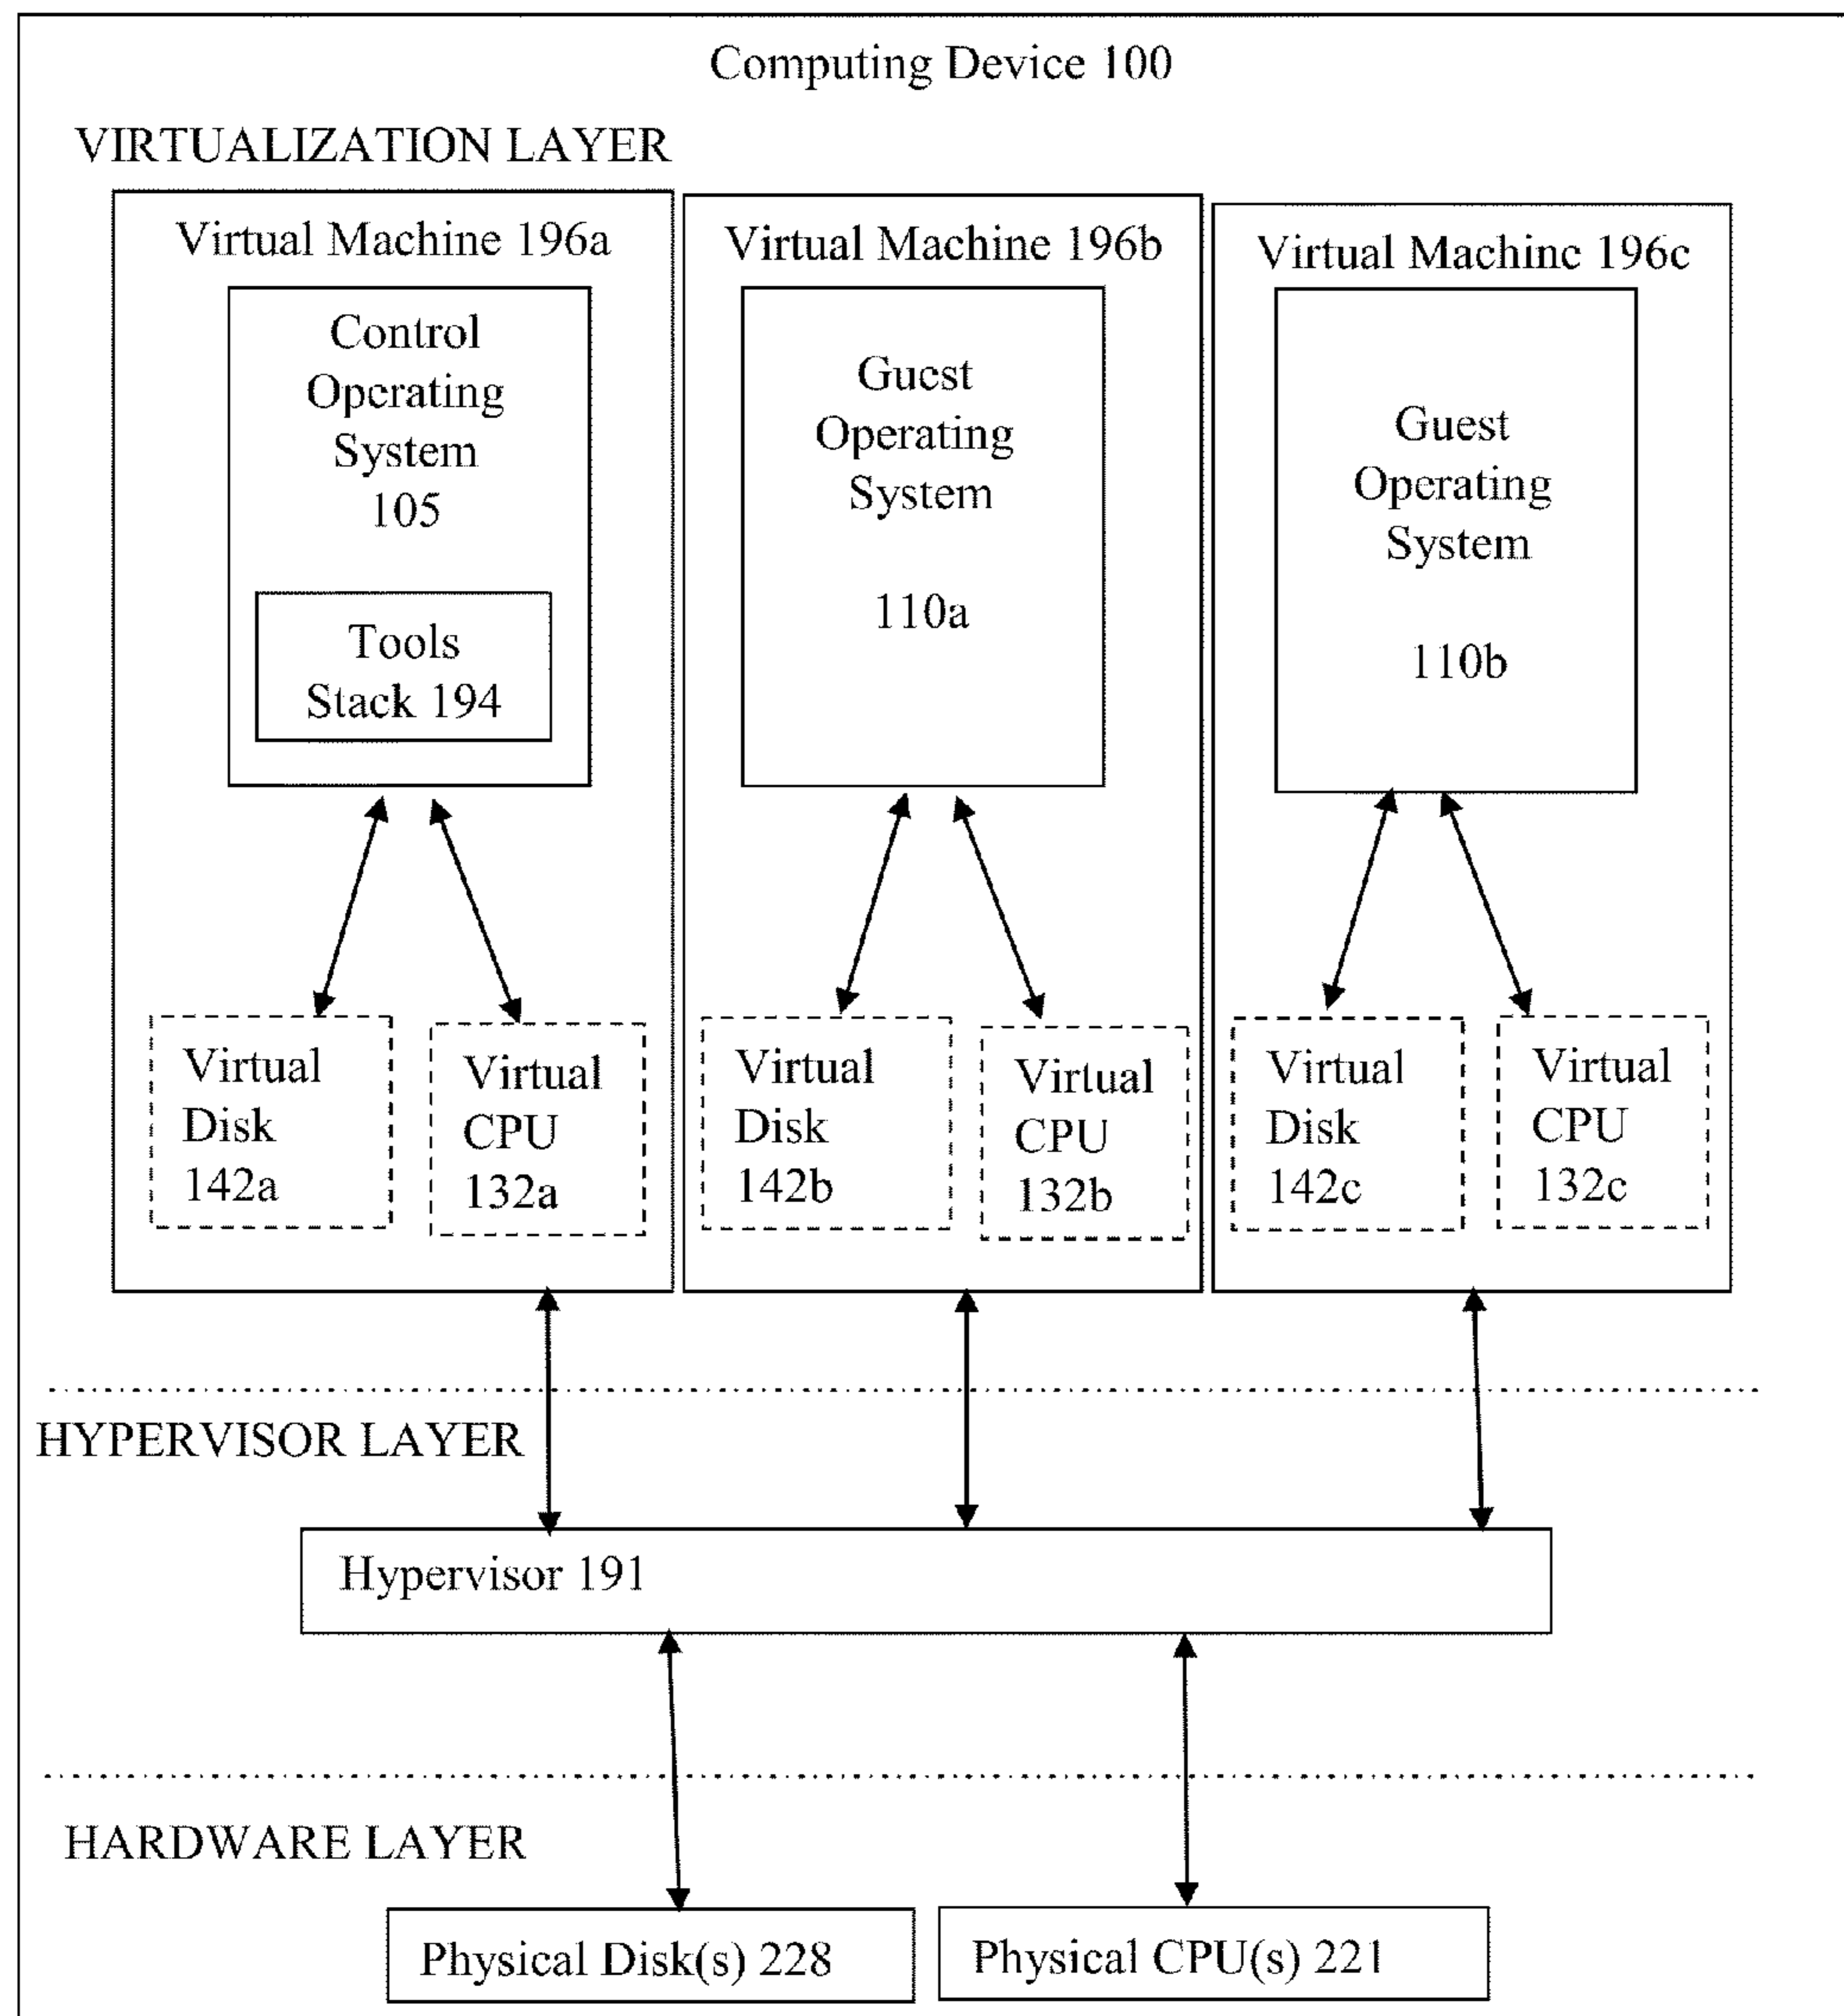 Computing Device 100
VIRTUALIZATION LAYER
Virtual Machine 196a
Control
Operating
System
105
Tools
Stack 194
Virtual
Disk
142a
Virtual
CPU
132a
Virtual Machine 196b
Guest
Operating
System
110a
Virtual
Disk
142b
Virtual
CPU
132b
Virtual Machine 196c
Guest
Operating
System
110b
Virtual
Disk
142c
Virtual
CPU
132c
HYPERVISOR LAYER
Hypervisor 191
HARDWARE LAYER
Physical Disk(s) 228
Physical CPU(s) 221